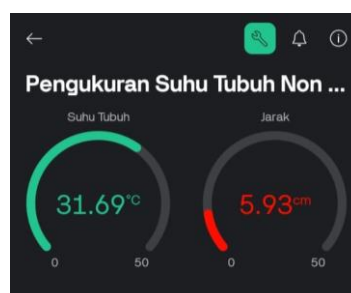 Pengukuran Suhu Tubuh Non ...
Suhu Tubuh
Jarak
31.69°C
5.93cm
0 50
0 50